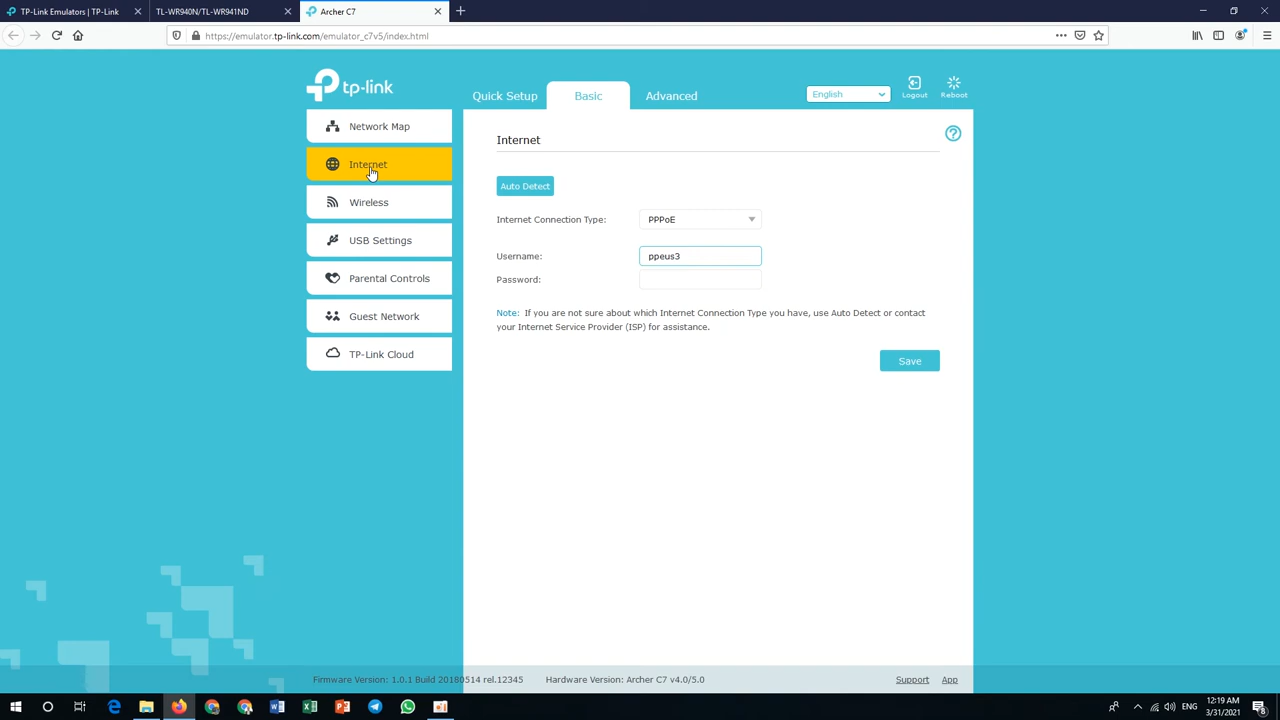 TP-Link Emulators | TP-Link
TL-WR940N/TL-WR941ND
Archer C7
https://emulator.tp-link.com/emulator_c7v5/index.html
tp-link
Quick Setup
Basic
Advanced
English
Logout
Reboot
Network Map
Internet
Wireless
USB Settings
Parental Controls
Guest Network
TP-Link Cloud
Internet
Auto Detect
Internet Connection Type: PPPoE
Username: ppeus3
Password:
Note: If you are not sure about which Internet Connection Type you have, use Auto Detect or contact
your Internet Service Provider (ISP) for assistance.
Save
Firmware Version: 1.0.1 Build 20180514 rel.12345 Hardware Version: Archer C7 v4.0/5.0 Support App
ENG
12:19 AM
3/31/2021
8